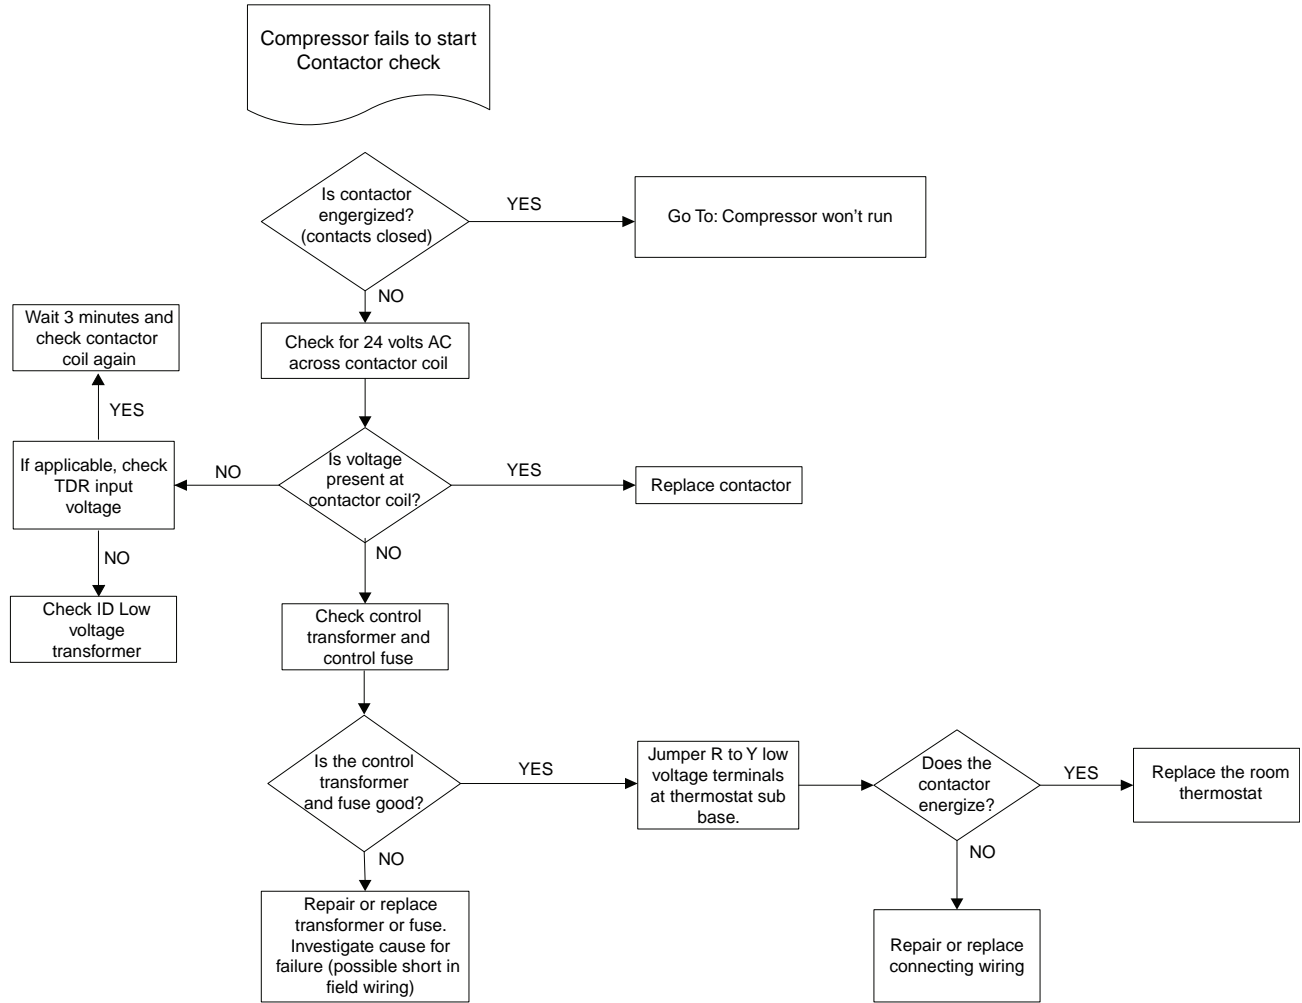 Compressor fails to start
Contactor check
Is contactor
engergized?
(contacts closed)
YES
Go To: Compressor won't run
NO
Wait 3 minutes and
check contactor
coil again
Check for 24 volts AC
across contactor coil
YES
If applicable, check
TDR input
voltage
NO
Is voltage
present at
contactor coil?
YES
Replace contactor
NO
NO
Check ID Low
voltage
transformer
Check control
transformer and
control fuse
Is the control
transformer
and fuse good?
YES
Jumper R to Y low
voltage terminals
at thermostat sub
base.
Does the
contactor
energize?
YES
Replace the room
thermostat
NO
NO
Repair or replace
transformer or fuse.
Investigate cause for
failure (possible short in
field wiring)
Repair or replace
connecting wiring